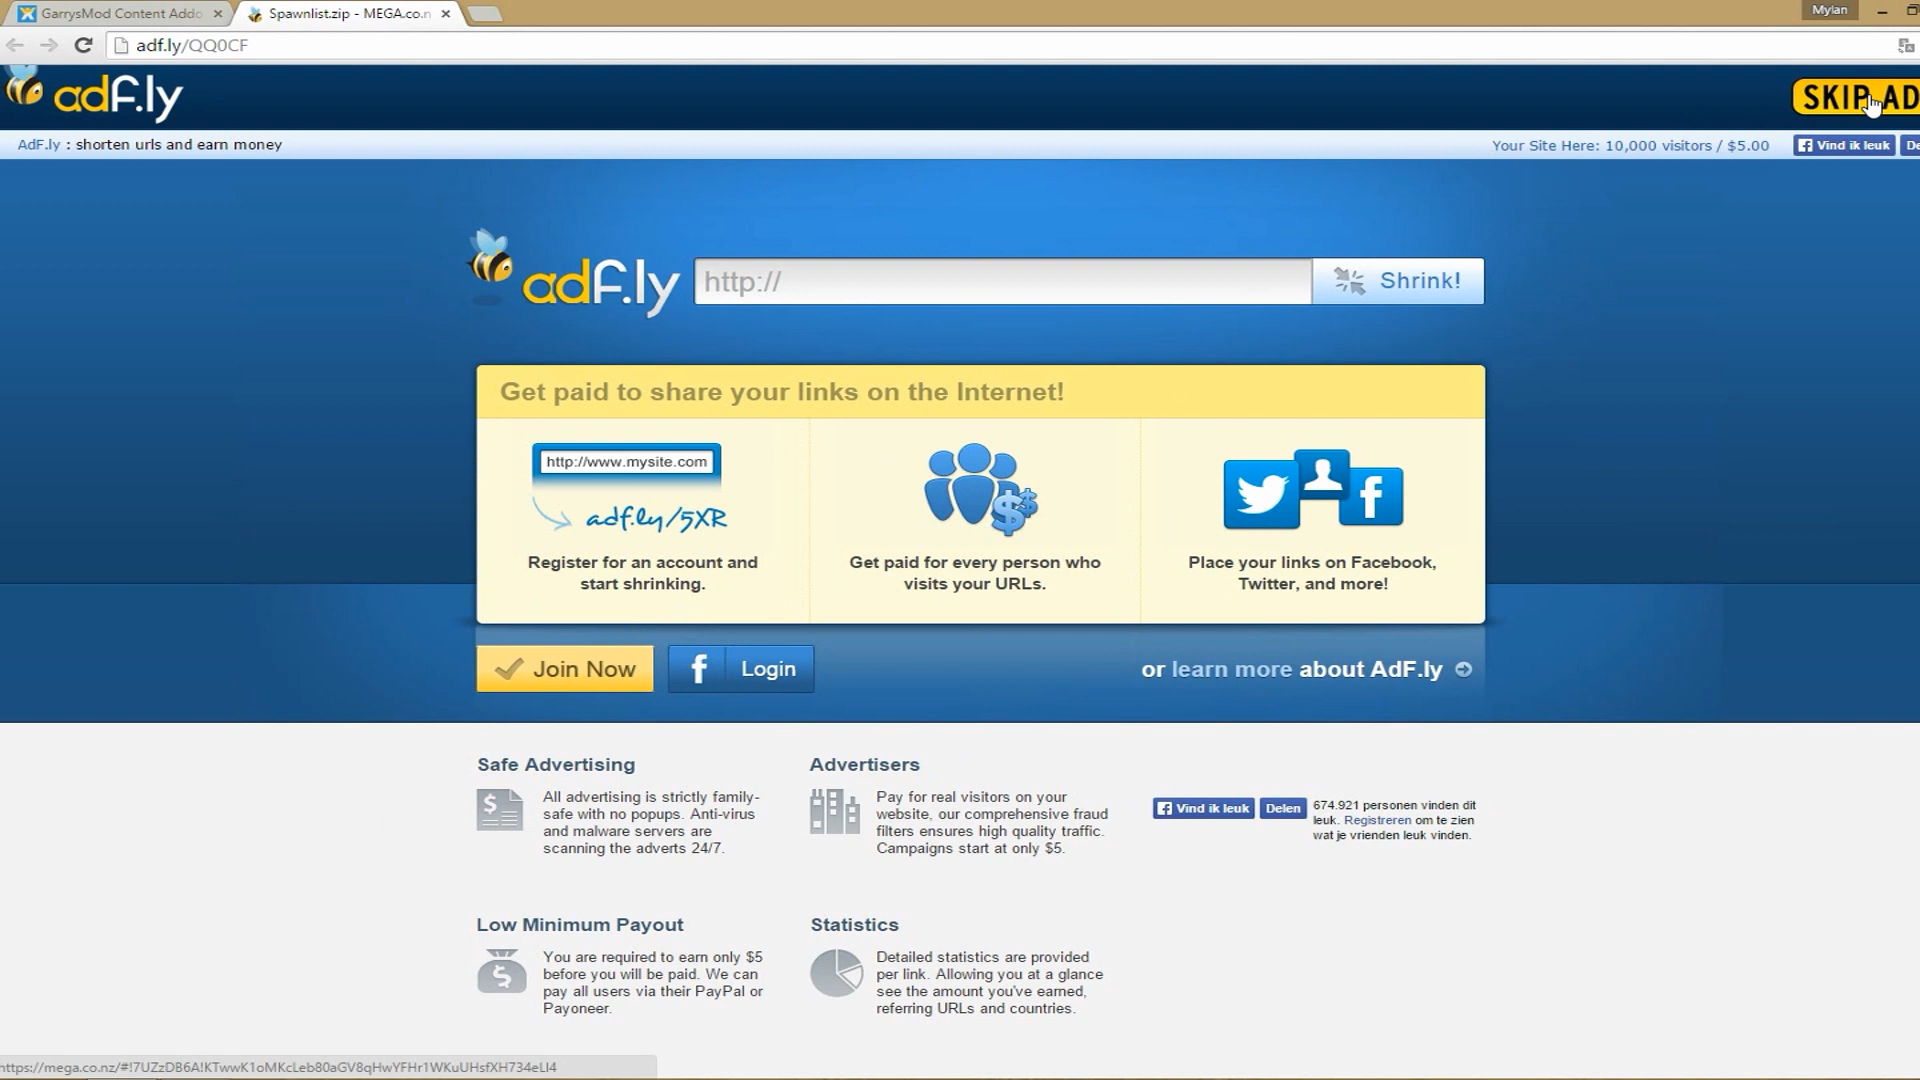 GarrysMod Content Addo
Spawnlist.zip - MEGA.co.n
Mylan
adf.ly/QQ0CF
adf.ly
SKIP AD
AdF.ly : shorten urls and earn money
Your Site Here: 10,000 visitors / $5.00
Vind ik leuk
De
adf.ly
http://
Shrink!
Get paid to share your links on the Internet!
http://www.mysite.com
adf.ly/5XR
Register for an account and
start shrinking.
Get paid for every person who
visits your URLs.
Place your links on Facebook,
Twitter, and more!
Join Now
Login
or learn more about AdF.ly
Safe Advertising
All advertising is strictly family-
safe with no popups. Anti-virus
and malware servers are
scanning the adverts 24/7.
Advertisers
Pay for real visitors on your
website, our comprehensive fraud
filters ensures high quality traffic.
Campaigns start at only $5.
Vind ik leuk
Delen
674.921 personen vinden dit
leuk. Registreren om te zien
wat je vrienden leuk vinden.
Low Minimum Payout
You are required to earn only $5
before you will be paid. We can
pay all users via their PayPal or
Payoneer.
Statistics
Detailed statistics are provided
per link. Allowing you at a glance
see the amount you've earned,
referring URLs and countries.
https://mega.co.nz/#!7UZzDB6A!KTwwK1oMKcLeb80aGV8qHwYFHr1WKuUHsfXH734eLI4